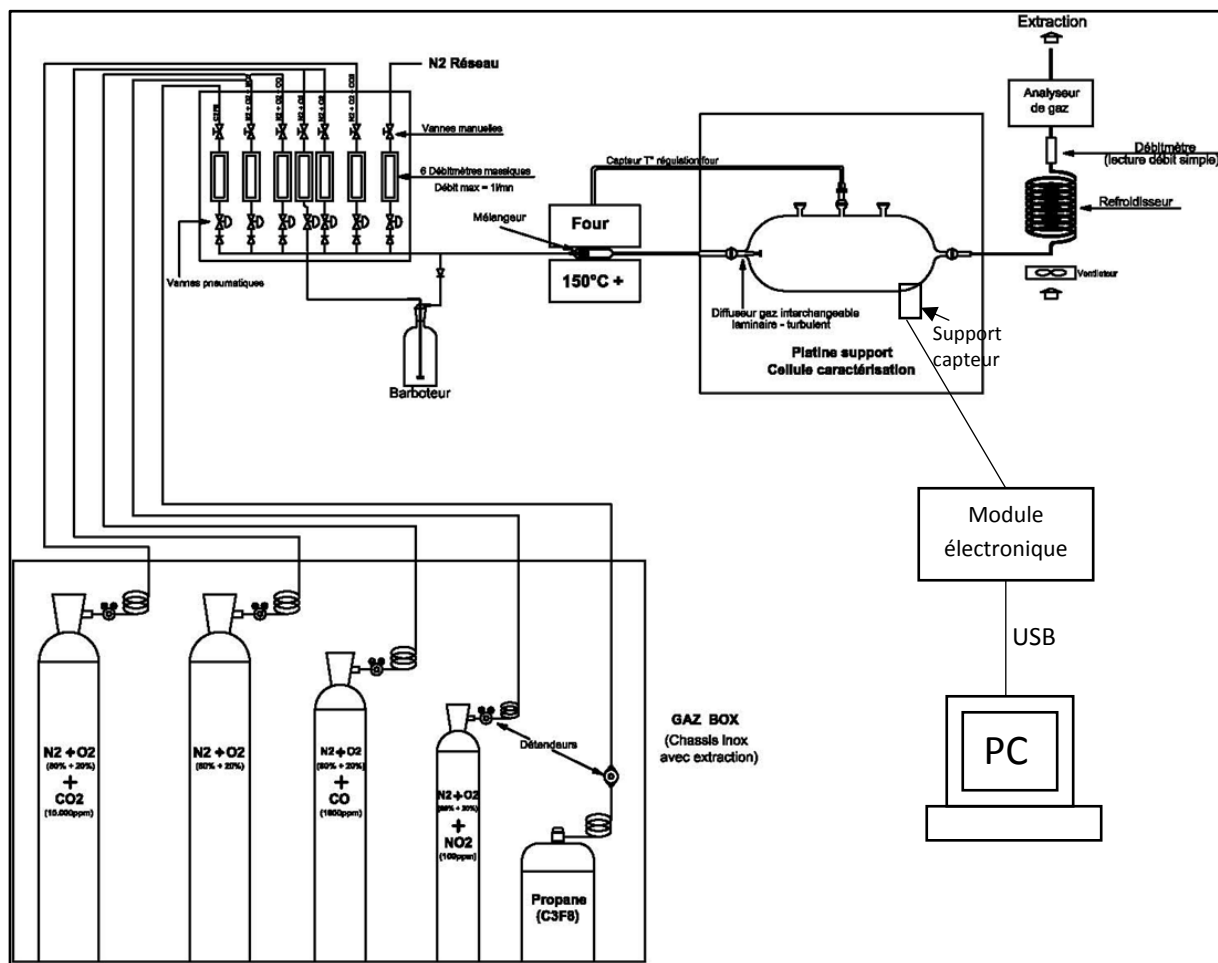 Extraction
N2 Réseau
Analyseur
de gaz
C3F8
N2 + O2
Vannes manuelles
Débitmètre
(lecture débit simple)
Capteur T° régulation four
6 Débitmètres massiques
Débit max = 1l/mn
Refroidisseur
Mélangeur
Four
150°C +
Ventilateur
Vannes pneumatiques
Diffuseur gaz interchangeable
laminaire - turbulent
Support
capteur
Platine support
Cellule caractérisation
Barboteur
Module
électronique
USB
PC
GAZ BOX
(Chassis Inox
avec extraction)
Détendeurs
N2 +O2
(80% + 20%)
+
CO2
(10.000ppm)
N2 +O2
(80% + 20%)
N2 +O2
(80% + 20%)
+
CO
N2+O2
+
NO2
(100ppm)
Propane
(C3F8)